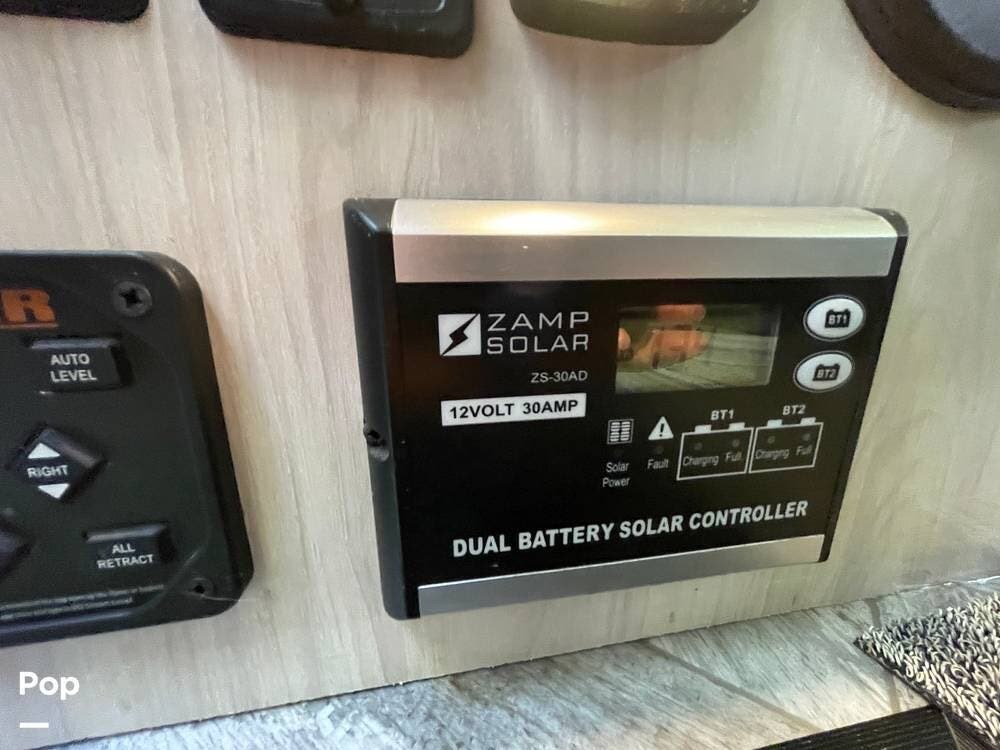 R
AUTO
LEVEL
RIGHT
ALL
RETRACT
ZAMP
SOLAR
ZS-30AD
12VOLT 30AMP
BT1
BT2
BT1 BT2
Solar
Power
Fault
Charging Full
Charging Full
DUAL BATTERY SOLAR CONTROLLER
Pop